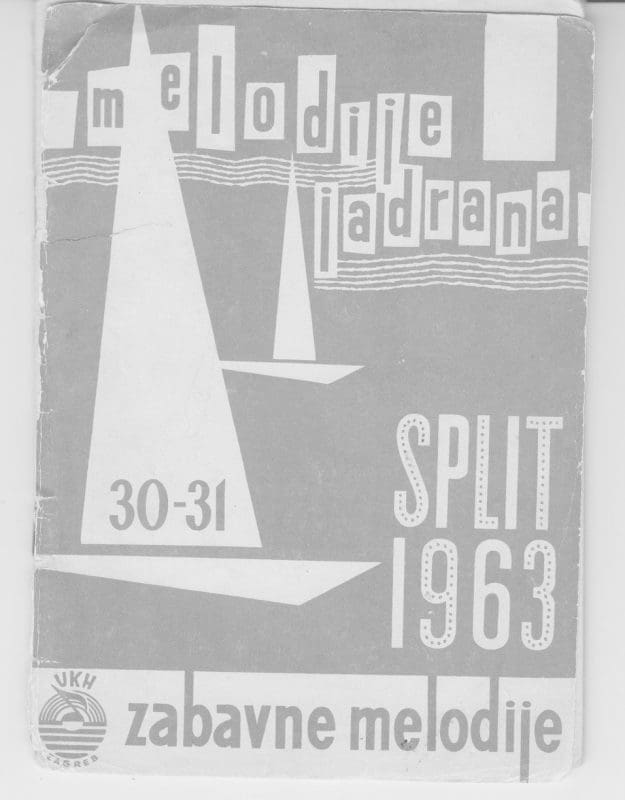 melodije
jadrana
30-31
SPLIT
1963
UKH
ZAGREB
zabavne melodije